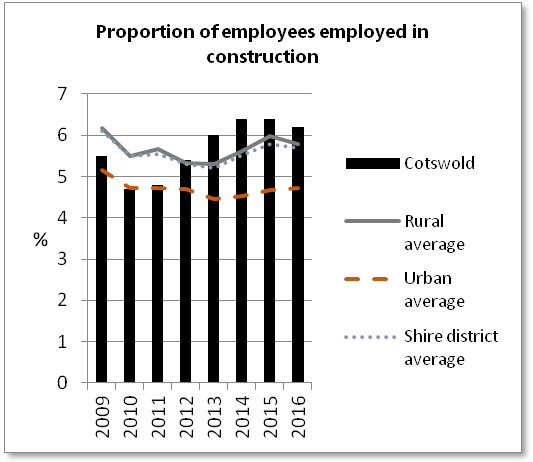 Proportion of employees employed in
construction
7
6
5
4
3
2
1
0
%
2009
2010
2011
2012
2013
2014
2015
2016
Cotswold
Rural
average
Urban
average
Shire district
average